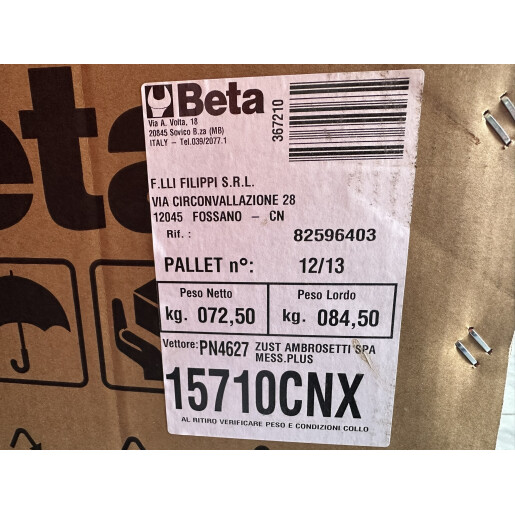 Beta
Via A. Volta, 18
20845 Sovico B.za (MB)
ITALY - Tel.039/2077.1
367210
F.LLI FILIPPI S.R.L.
VIA CIRCONVALLAZIONE 28
12045 FOSSANO - CN
Rif. : 82596403
PALLET n°: 12/13
Peso Netto Peso Lordo
kg. 072,50 kg. 084,50
Vettore: PN4627 ZUST AMBROSETTI SPA
MESS.PLUS
15710CNX
AL RITIRO VERIFICARE PESO E CONDIZIONI COLLO
eta